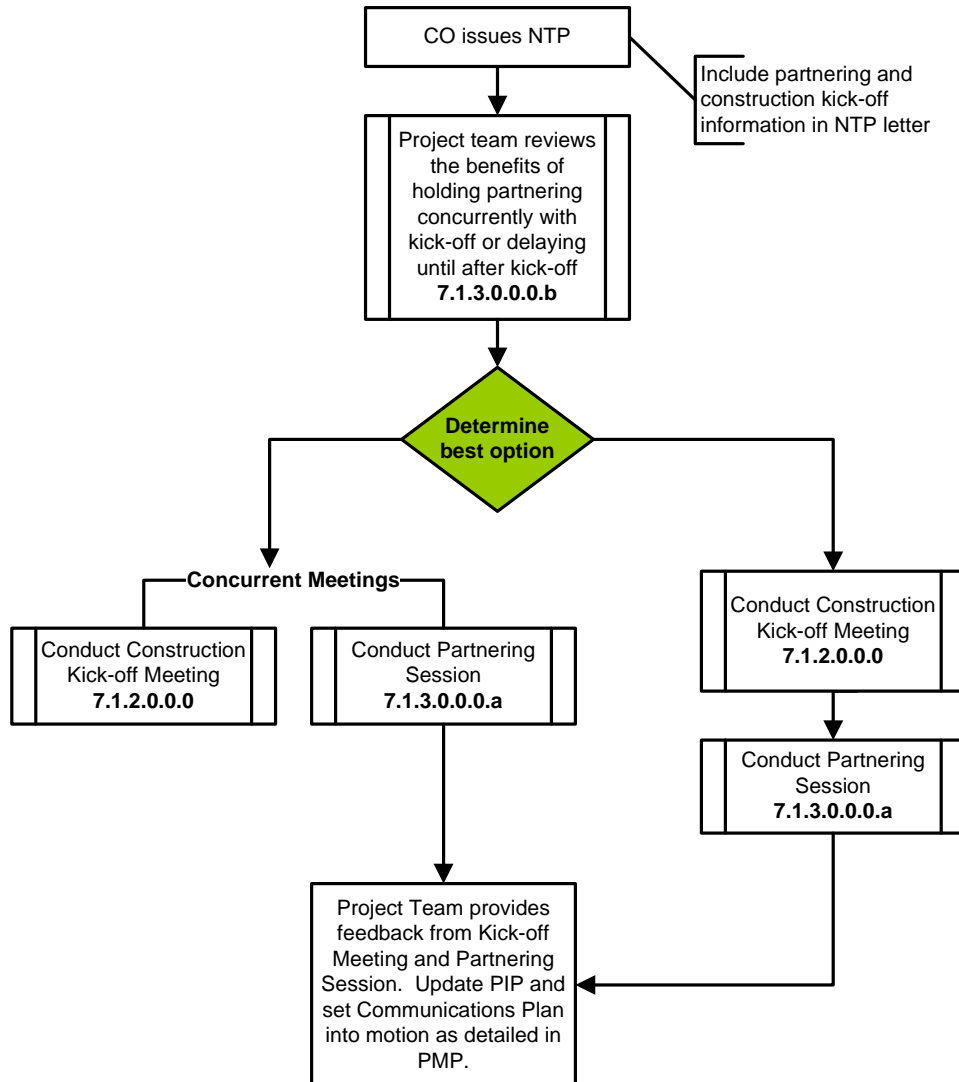 CO issues NTP
Include partnering and
construction kick-off
information in NTP letter
Project team reviews
the benefits of
holding partnering
concurrently with
kick-off or delaying
until after kick-off
7.1.3.0.0.0.b
Determine
best option
Concurrent Meetings
Conduct Construction
Kick-off Meeting
7.1.2.0.0.0
Conduct Partnering
Session
7.1.3.0.0.0.a
Conduct Construction
Kick-off Meeting
7.1.2.0.0.0
Conduct Partnering
Session
7.1.3.0.0.0.a
Project Team provides
feedback from Kick-off
Meeting and Partnering
Session.  Update PIP and
set Communications Plan
into motion as detailed in
PMP.